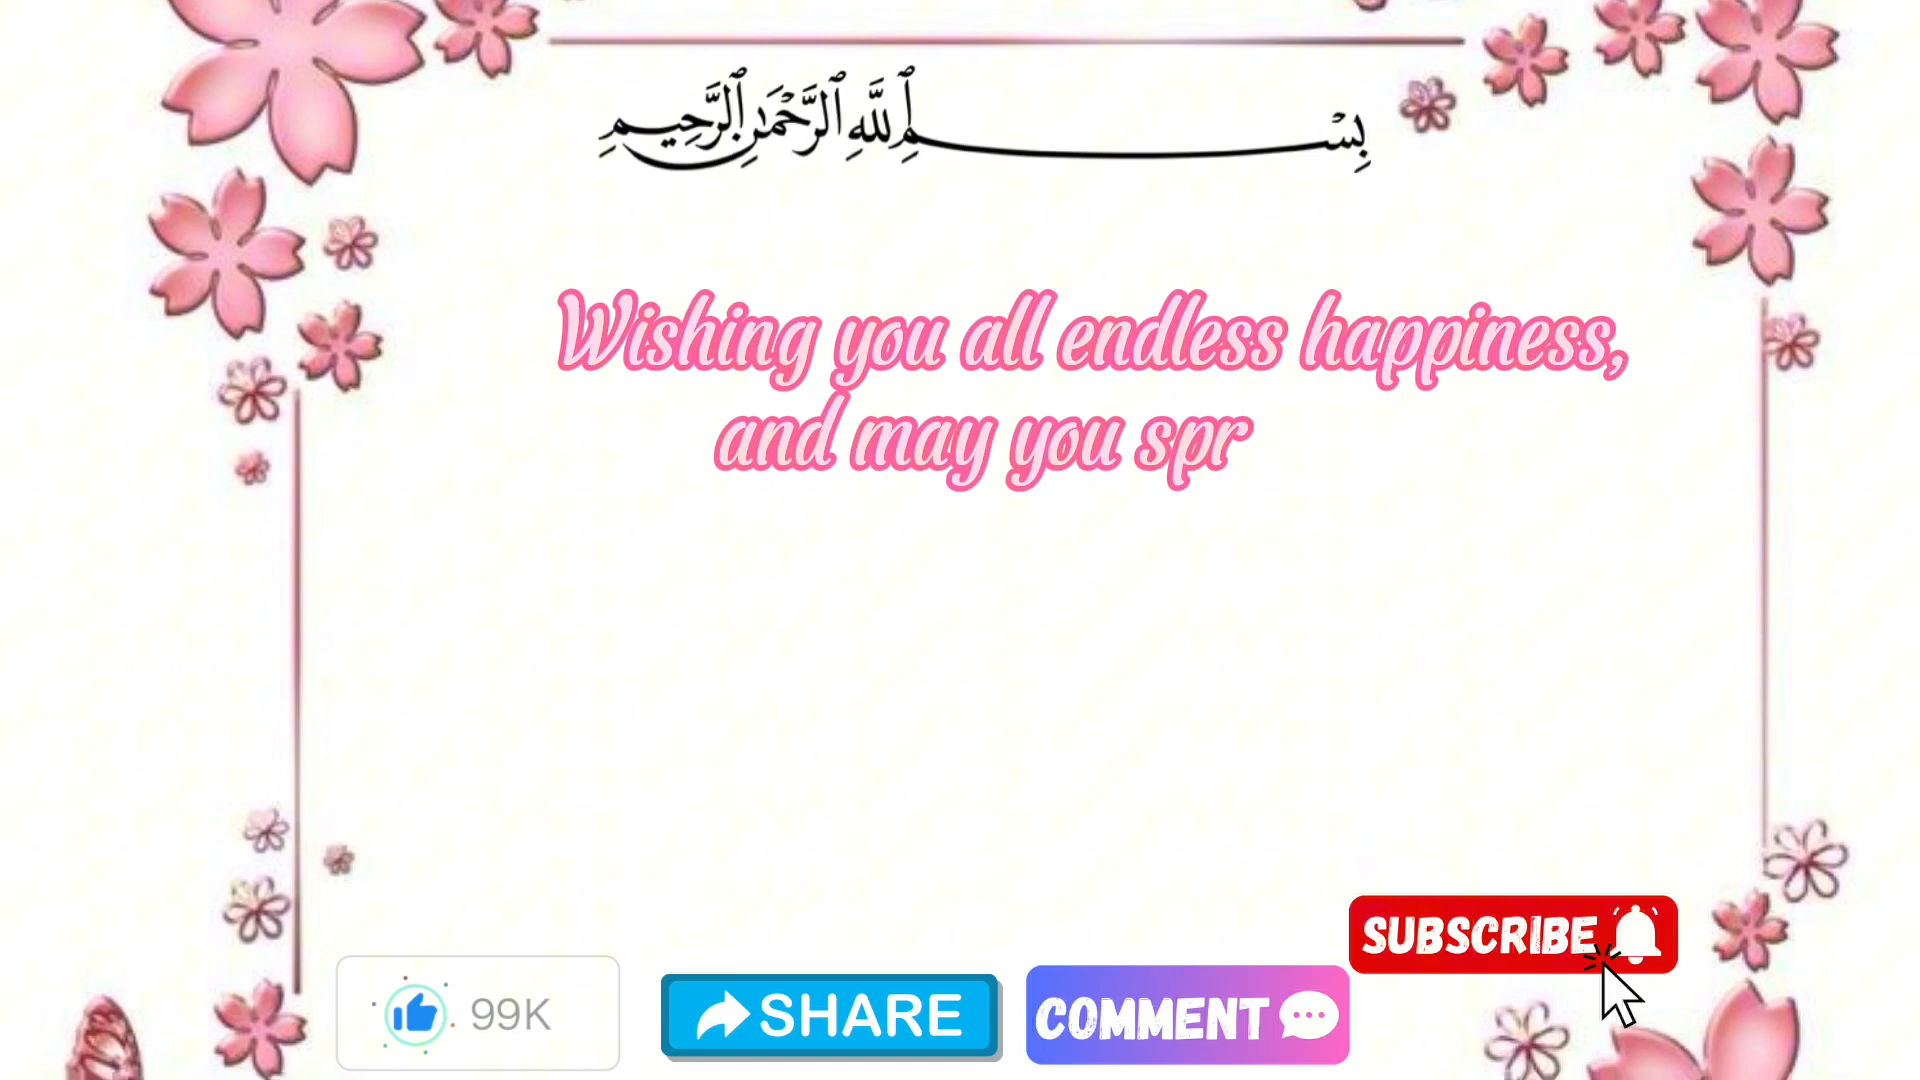 بِسْمِ ٱللَّهِ ٱلرَّحْمَٰنِ ٱلرَّحِيمِ
Wishing you all endless happiness,
and may you spr
SUBSCRIBE
99K
SHARE
COMMENT